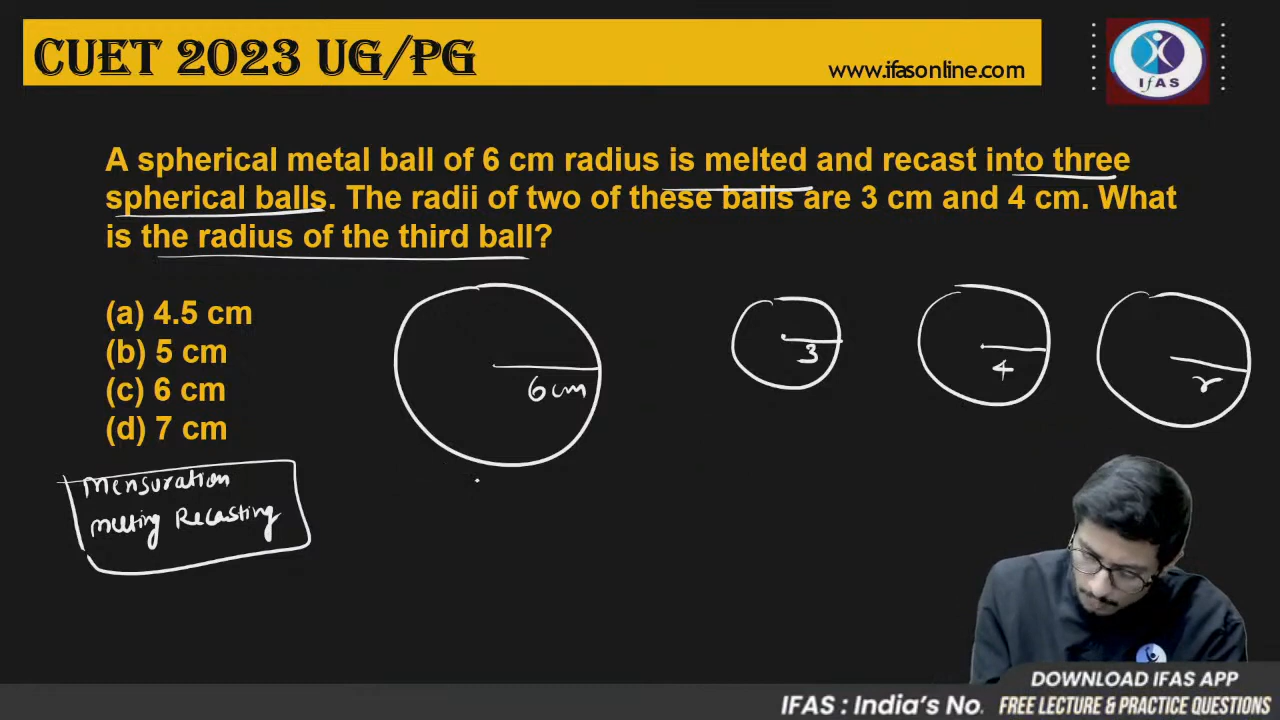 CUET 2023 UG/PG
www.ifasonline.com
IfAS
A spherical metal ball of 6 cm radius is melted and recast into three
spherical balls. The radii of two of these balls are 3 cm and 4 cm. What
is the radius of the third ball?
(a) 4.5 cm
(b) 5 cm
(c) 6 cm
(d) 7 cm
6 cm
3
4
r
Mensuration
Melting Recasting
DOWNLOAD IFAS APP
IFAS : India's No.
FREE LECTURE & PRACTICE QUESTIONS